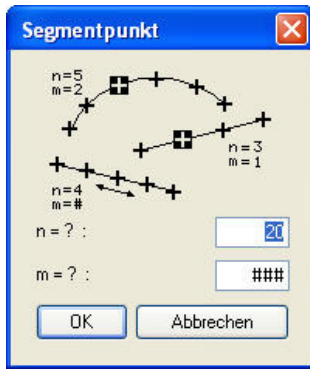 Segmentpunkt
n=5
m=2
n=3
m=1
n=4
m=#
n = ? :
20
m = ? :
###
OK
Abbrechen